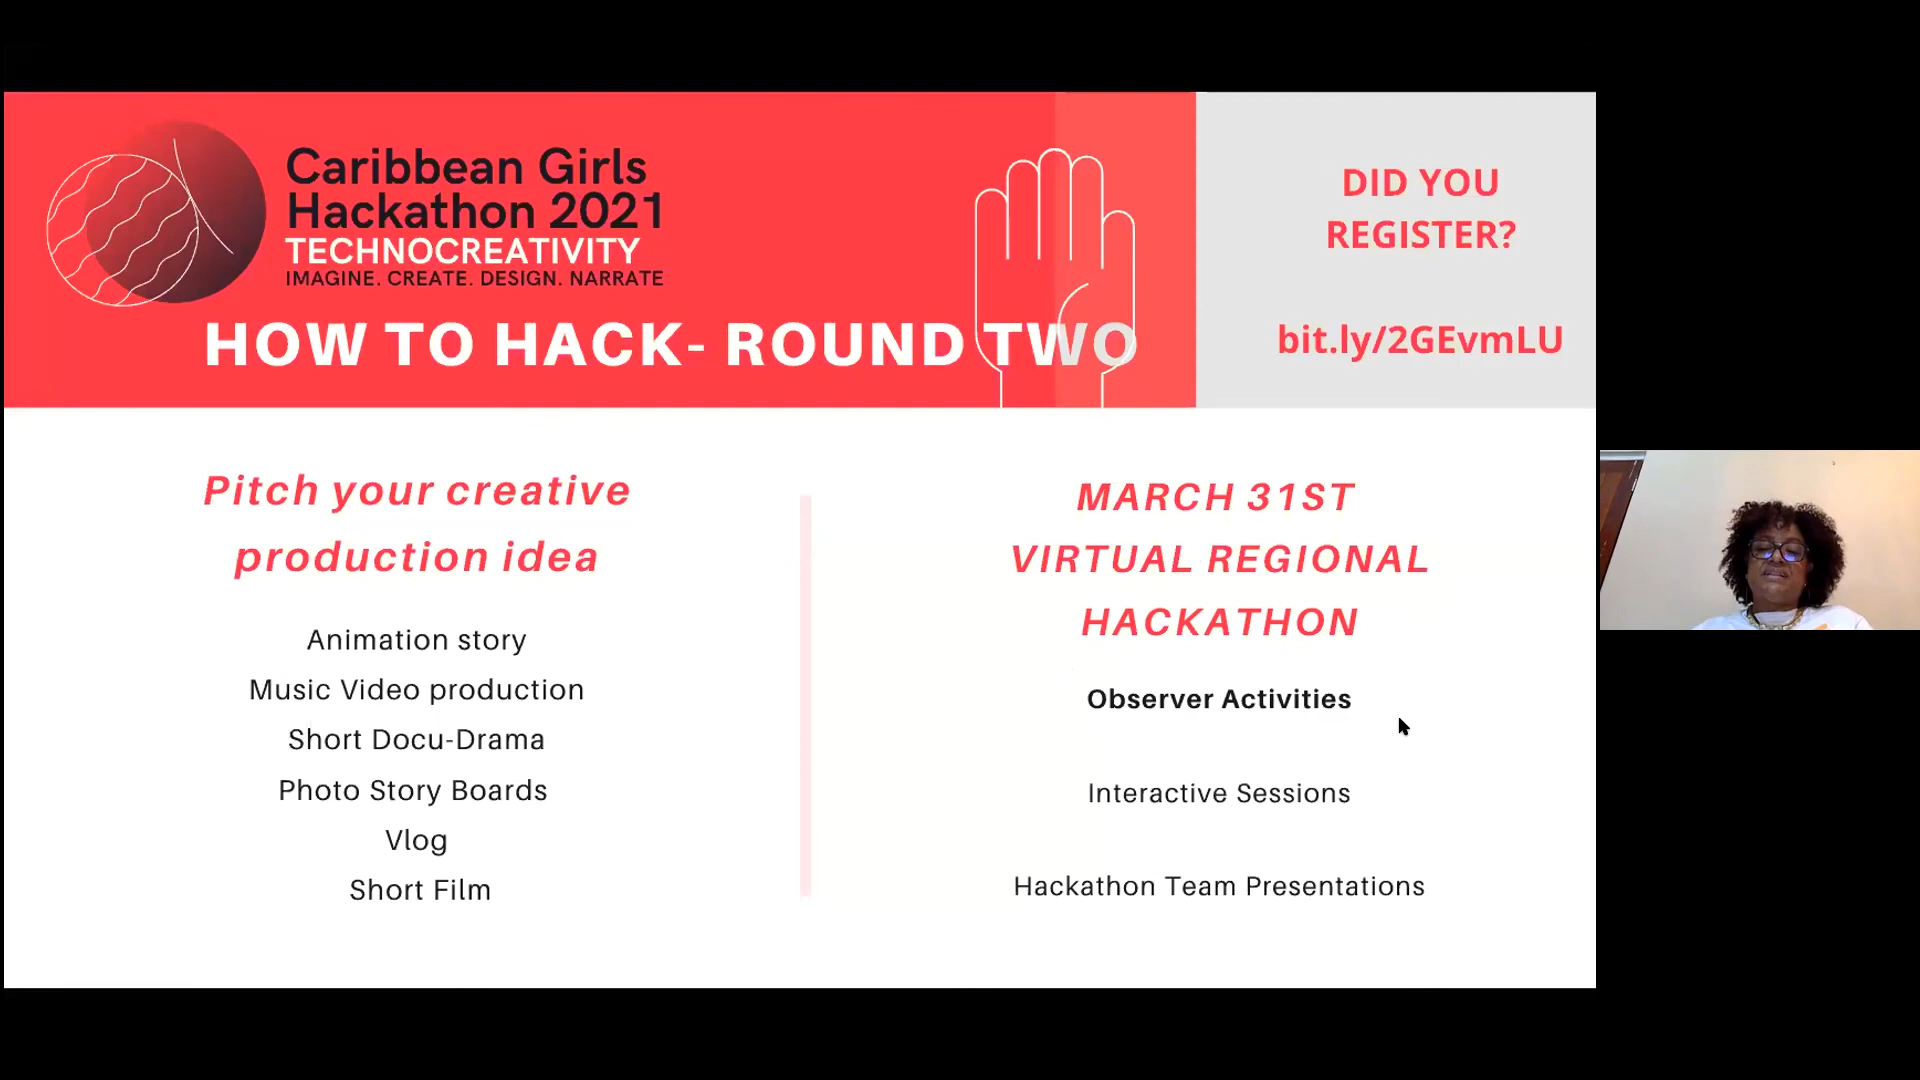 Caribbean Girls
Hackathon 2021
TECHNOCREATIVITY
IMAGINE. CREATE. DESIGN. NARRATE
HOW TO HACK- ROUND TWO
DID YOU
REGISTER?
bit.ly/2GEvmLU
Pitch your creative
production idea
Animation story
Music Video production
Short Docu-Drama
Photo Story Boards
Vlog
Short Film
MARCH 31ST
VIRTUAL REGIONAL
HACKATHON
Observer Activities
Interactive Sessions
Hackathon Team Presentations